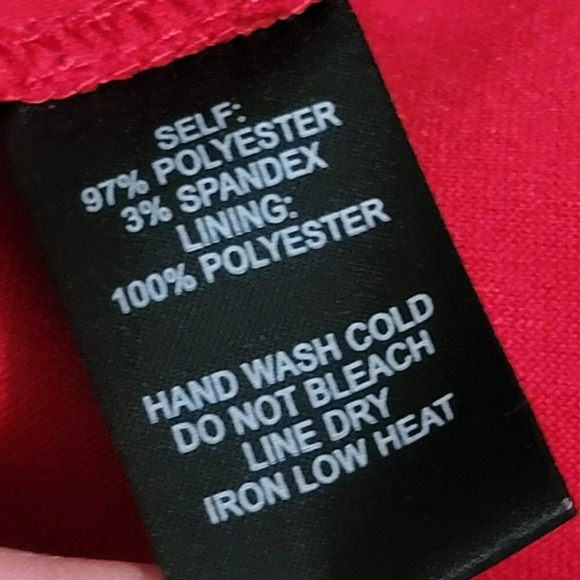 SELF:
97% POLYESTER
3% SPANDEX
LINING:
100% POLYESTER
HAND WASH COLD
DO NOT BLEACH
LINE DRY
IRON LOW HEAT